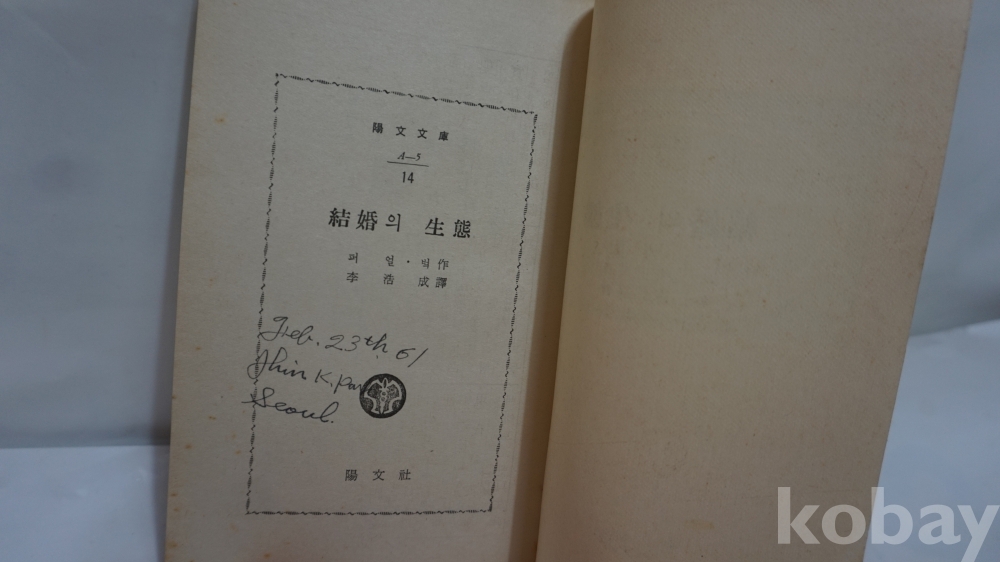 陽文文庫
A—5
14
結婚의 生態
펄 벅作
李浩成譯
Feb. 23th 61
Shin K.
Seoul.
陽文社
kobay